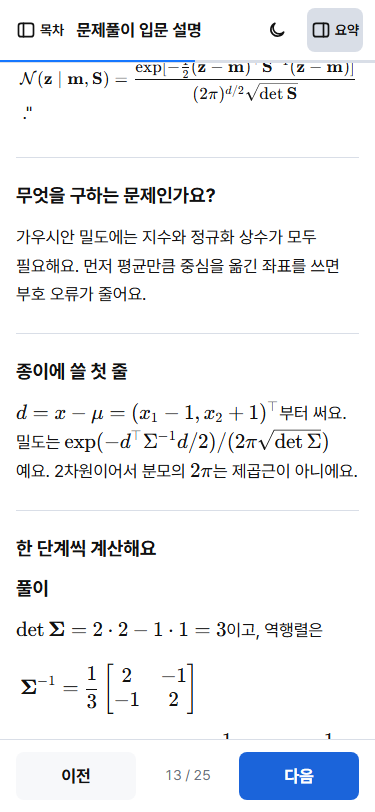 목차 문제풀이 입문 설명 요약
𝒩(𝐳 ∣ 𝐦, 𝐒) = exp[−½(𝐳 − 𝐦)⊤𝐒⁻¹(𝐳 − 𝐦)] / (2π)^{d/2}√(det 𝐒)
."
무엇을 구하는 문제인가요?
가우시안 밀도에는 지수와 정규화 상수가 모두
필요해요. 먼저 평균만큼 중심을 옮긴 좌표를 쓰면
부호 오류가 줄어요.
종이에 쓸 첫 줄
d = x − μ = (x₁ − 1, x₂ + 1)⊤부터 써요.
밀도는 exp(−d⊤Σ⁻¹d/2)/(2π√(det Σ))
예요. 2차원이어서 분모의 2π는 제곱근이 아니에요.
한 단계씩 계산해요
풀이
det 𝚺 = 2 · 2 − 1 · 1 = 3이고, 역행렬은
𝚺⁻¹ = 1/3 [2 −1
−1 2]
이전 13 / 25 다음